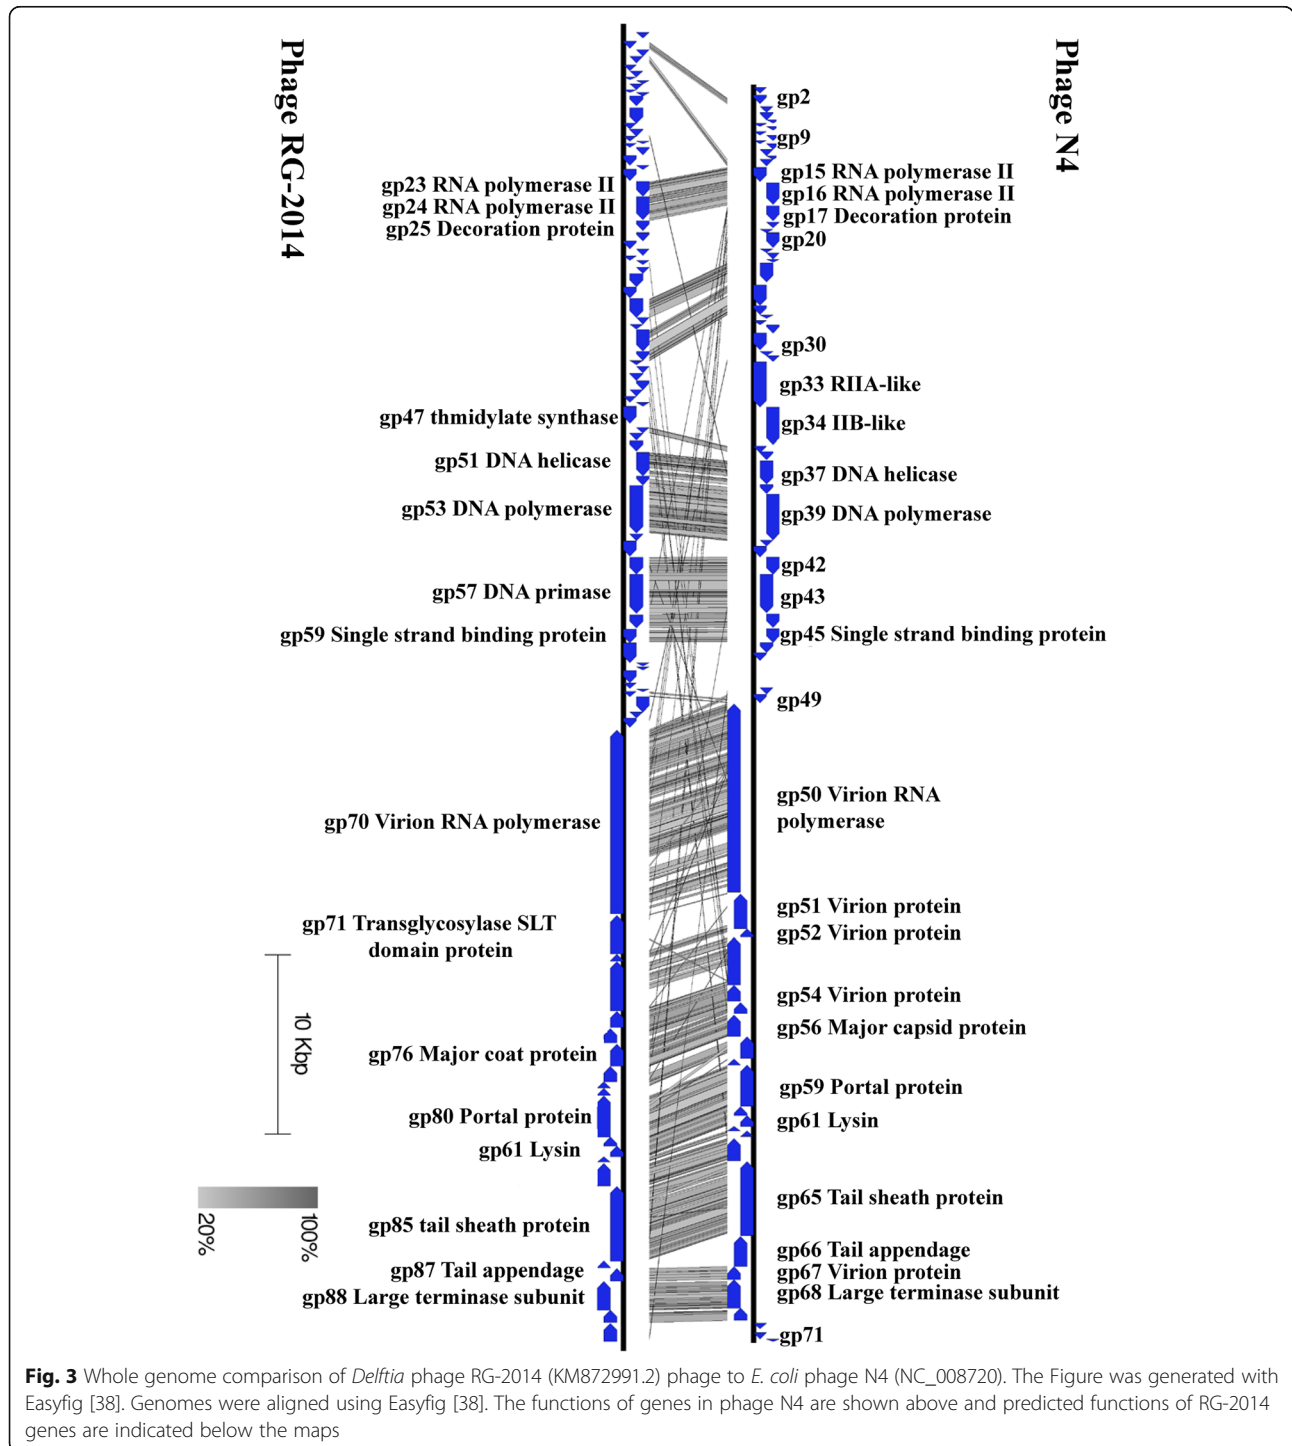 Phage RG-2014
Phage N4
gp23 RNA polymerase II
gp24 RNA polymerase II
gp25 Decoration protein
gp47 thmidylate synthase
gp51 DNA helicase
gp53 DNA polymerase
gp57 DNA primase
gp59 Single strand binding protein
gp70 Virion RNA polymerase
gp71 Transglycosylase SLT
domain protein
gp76 Major coat protein
gp80 Portal protein
gp61 Lysin
gp85 tail sheath protein
gp87 Tail appendage
gp88 Large terminase subunit
10 Kbp
20%
100%
gp2
gp9
gp15 RNA polymerase II
gp16 RNA polymerase II
gp17 Decoration protein
gp20
gp30
gp33 RIIA-like
gp34 IIB-like
gp37 DNA helicase
gp39 DNA polymerase
gp42
gp43
gp45 Single strand binding protein
gp49
gp50 Virion RNA
polymerase
gp51 Virion protein
gp52 Virion protein
gp54 Virion protein
gp56 Major capsid protein
gp59 Portal protein
gp61 Lysin
gp65 Tail sheath protein
gp66 Tail appendage
gp67 Virion protein
gp68 Large terminase subunit
gp71
Fig. 3 Whole genome comparison of Delftia phage RG-2014 (KM872991.2) phage to E. coli phage N4 (NC_008720). The Figure was generated with
Easyfig [38]. Genomes were aligned using Easyfig [38]. The functions of genes in phage N4 are shown above and predicted functions of RG-2014
genes are indicated below the maps